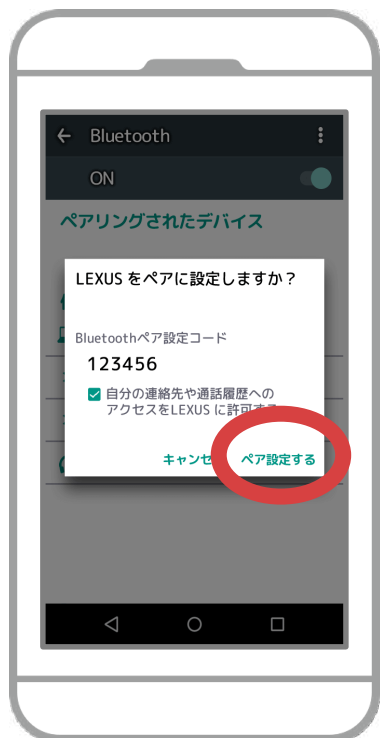 Bluetooth
ON
ペアリングされたデバイス
LEXUS をペアに設定しますか？
Bluetoothペア設定コード
123456
自分の連絡先や通話履歴への
アクセスをLEXUS に許可する
キャンセ
ペア設定する